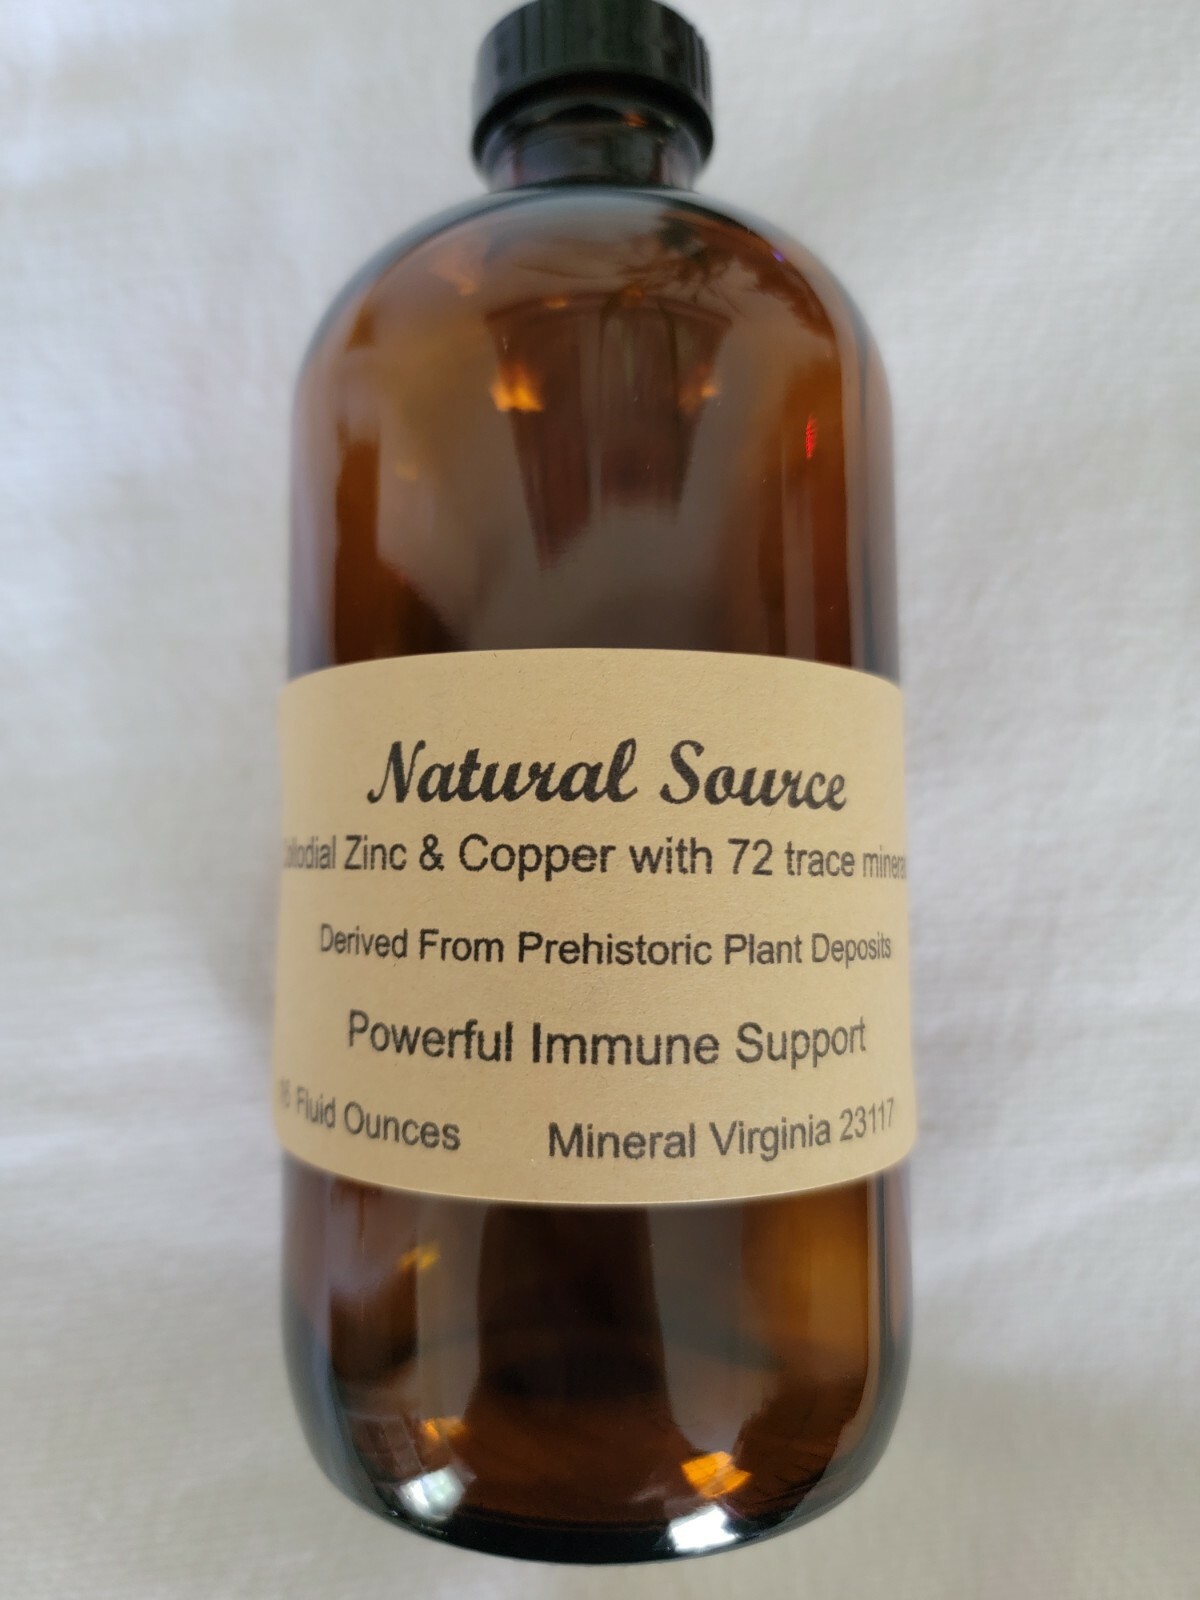 Natural Source
Zinc & Copper with 72 trace
Derived From Prehistoric Plant Deposits
Powerful Immune Support
16 Fluid Ounces Mineral Virginia 23117